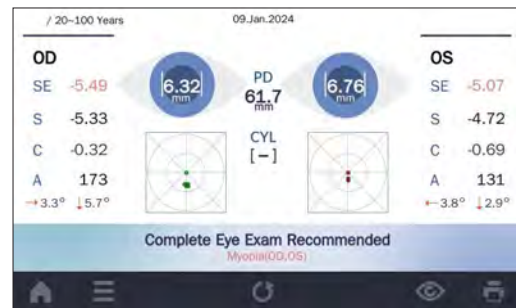 / 20~100 Years
09.Jan.2024
OD
SE -5.49
S -5.33
C -0.32
A 173
→3.3° ↓5.7°
6.32
mm
PD
61.7
mm
CYL
[-]
6.76
mm
OS
SE -5.07
S -4.72
C -0.69
A 131
←3.8° ↓2.9°
Complete Eye Exam Recommended
Myopia(OD,OS)